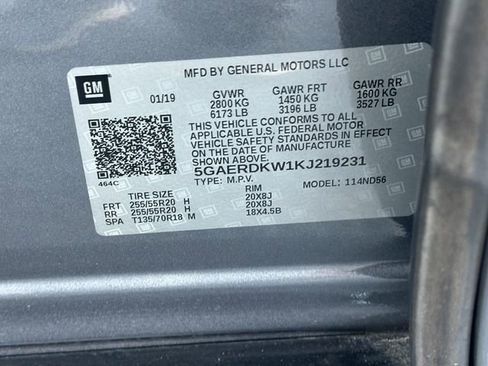 MFD BY GENERAL MOTORS LLC
GM
01/19 GVWR GAWR FRT GAWR RR
2800 KG 1450 KG 1600 KG
6173 LB 3196 LB 3527 LB
THIS VEHICLE CONFORMS TO ALL
APPLICABLE U.S. FEDERAL MOTOR
VEHICLE SAFETY STANDARDS IN EFFECT
ON THE DATE OF MANUFACTURE
SHOWN ABOVE.
5GAERDKW1KJ219231
464C TYPE: M.P.V. MODEL: 114ND56
TIRE SIZE RIM
FRT 255/55R20 H 20X8J
RR 255/55R20 H 20X8J
SPA T135/70R18 M 18X4.5B